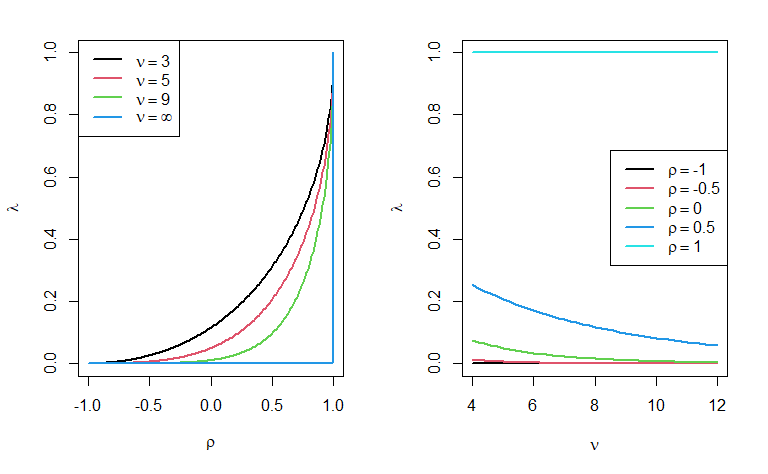 ν = 3
ν = 5
ν = 9
ν = ∞
λ
0.0 0.2 0.4 0.6 0.8 1.0
-1.0 -0.5 0.0 0.5 1.0
ρ
ρ = -1
ρ = -0.5
ρ = 0
ρ = 0.5
ρ = 1
λ
0.0 0.2 0.4 0.6 0.8 1.0
4 6 8 10 12
ν